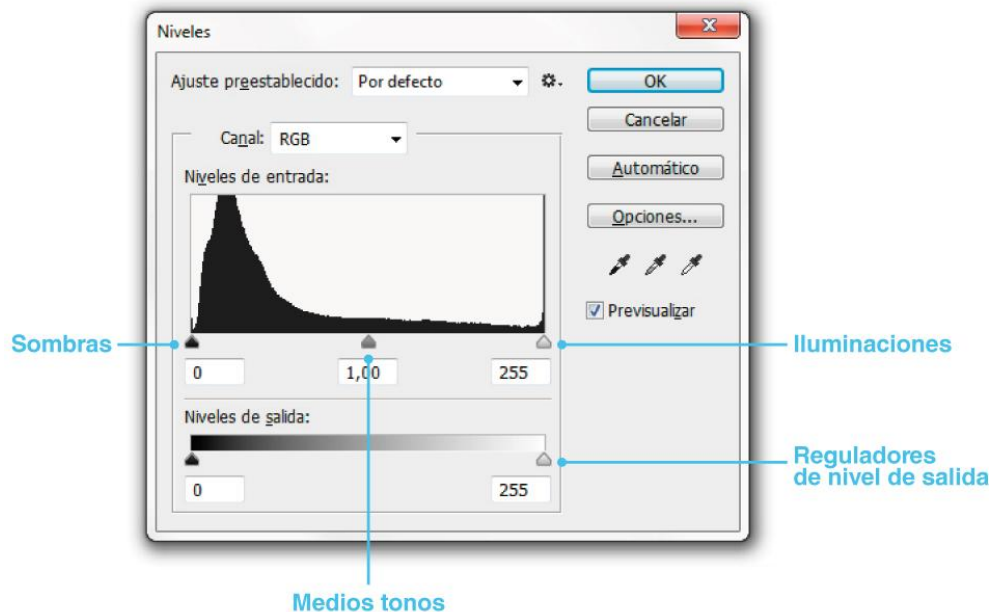 Niveles
Ajuste preestablecido: Por defecto
OK
Canal: RGB
Cancelar
Niveles de entrada:
Automático
Opciones...
Previsualizar
Sombras
Iluminaciones
0 1,00 255
Niveles de salida:
Reguladores
de nivel de salida
0 255
Medios tonos